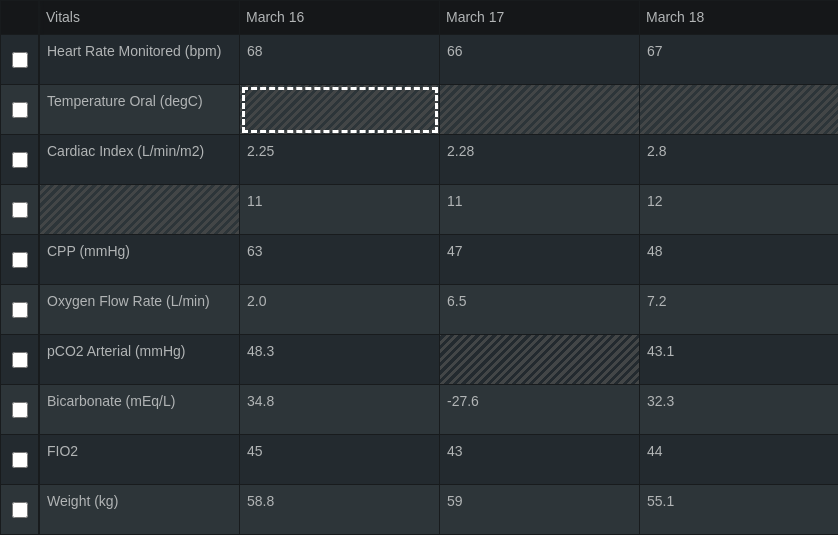 Vitals March 16 March 17 March 18
Heart Rate Monitored (bpm) 68 66 67
Temperature Oral (degC)
Cardiac Index (L/min/m2) 2.25 2.28 2.8
11 11 12
CPP (mmHg) 63 47 48
Oxygen Flow Rate (L/min) 2.0 6.5 7.2
pCO2 Arterial (mmHg) 48.3 43.1
Bicarbonate (mEq/L) 34.8 -27.6 32.3
FIO2 45 43 44
Weight (kg) 58.8 59 55.1